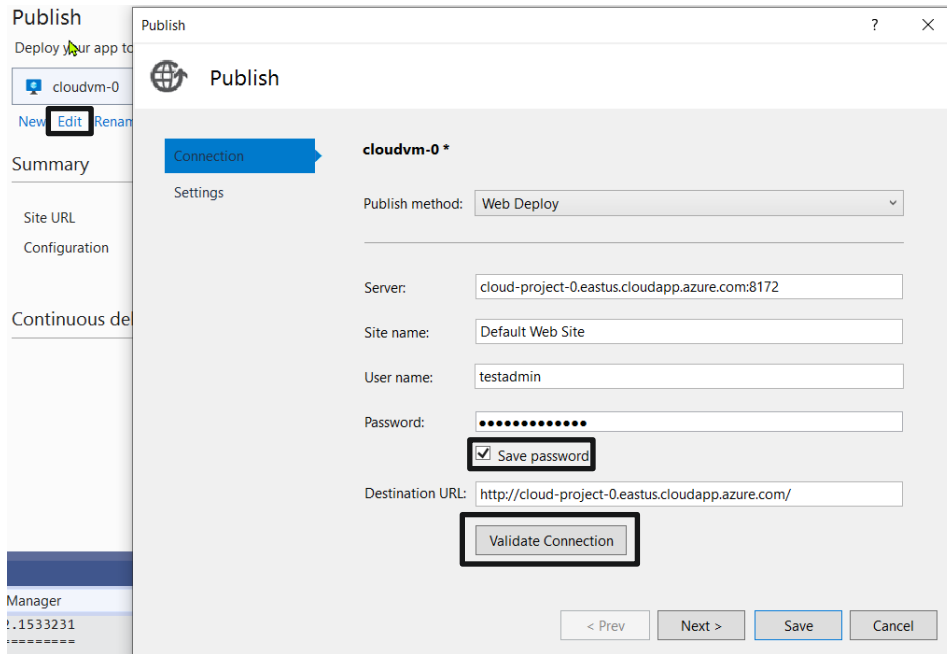 Publish
Deploy your app to
cloudvm-0
New Edit Renam
Summary
Site URL
Configuration
Continuous del
Manager
2.1533231
=========
Publish ? ×
Publish
Connection
Settings
cloudvm-0 *
Publish method: Web Deploy
Server: cloud-project-0.eastus.cloudapp.azure.com:8172
Site name: Default Web Site
User name: testadmin
Password: •••••••••••••
Save password
Destination URL: http://cloud-project-0.eastus.cloudapp.azure.com/
Validate Connection
< Prev Next > Save Cancel